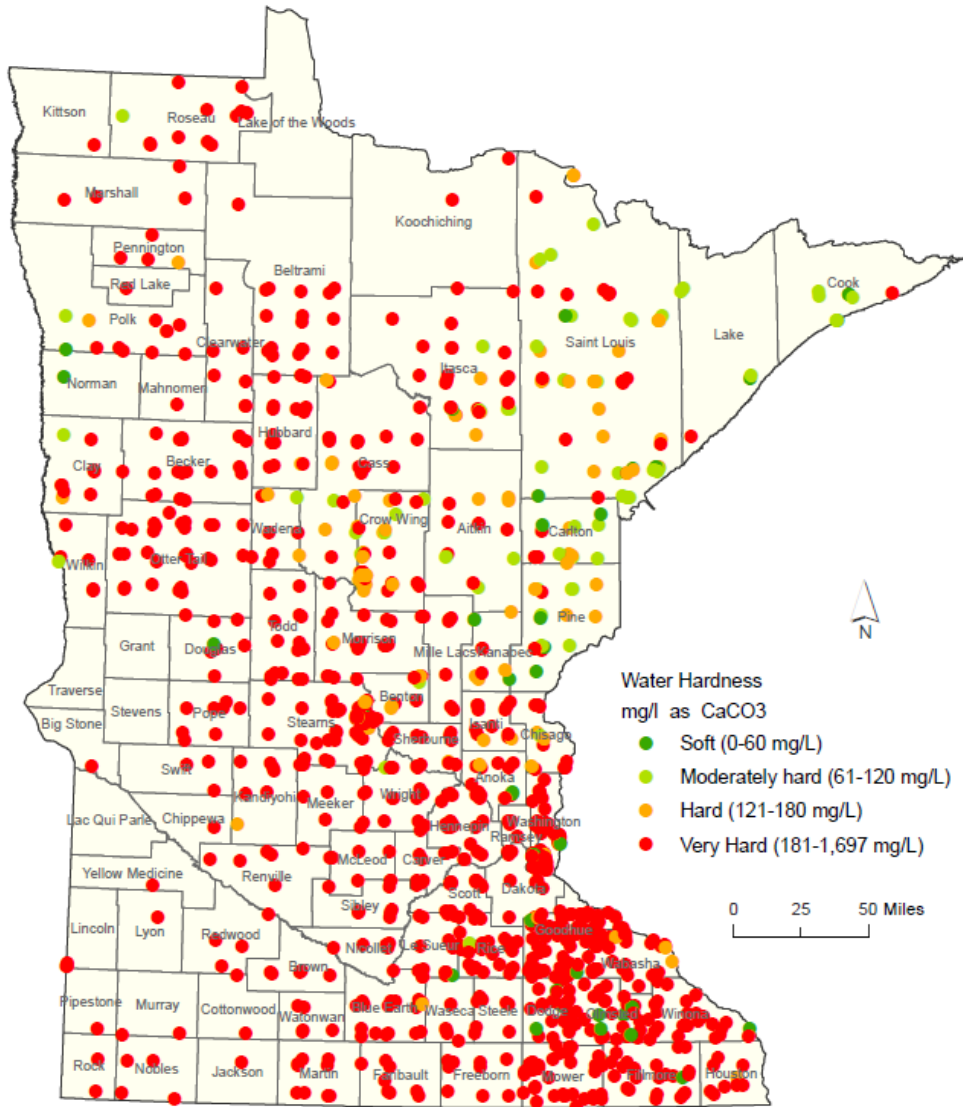 Kittson
Roseau
Lake of the Woods
Marshall
Koochiching
Pennington
Beltrami
Red Lake
Cook
Polk
Clearwater
Saint Louis
Lake
Itasca
Norman
Mahnomen
Hubbard
Clay
Becker
Cass
Wadena
Crow Wing
Aitkin
Carlton
Wilkin
Otter Tail
Pine
N
Todd
Morrison
Grant
Douglas
Mille Lacs
Kanabec
Traverse
Big Stone
Stevens
Pope
Stearns
Benton
Isanti
Sherburne
Chisago
Swift
Anoka
Kandiyohi
Meeker
Wright
Lac Qui Parle
Chippewa
Hennepin
Washington
Ramsey
McLeod
Carver
Yellow Medicine
Renville
Scott
Dakota
Sibley
Lincoln
Lyon
Redwood
Goodhue
Nicollet
Le Sueur
Rice
Brown
Wabasha
Pipestone
Murray
Cottonwood
Watonwan
Blue Earth
Waseca
Steele
Dodge
Olmsted
Winona
Rock
Nobles
Jackson
Martin
Faribault
Freeborn
Mower
Fillmore
Houston
Water Hardness
mg/l as CaCO3
Soft (0-60 mg/L)
Moderately hard (61-120 mg/L)
Hard (121-180 mg/L)
Very Hard (181-1,697 mg/L)
0 25 50 Miles